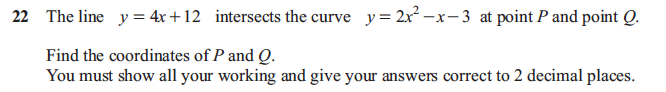 22 The line y = 4x + 12 intersects the curve y = 2x² – x – 3 at point P and point Q.
Find the coordinates of P and Q.
You must show all your working and give your answers correct to 2 decimal places.